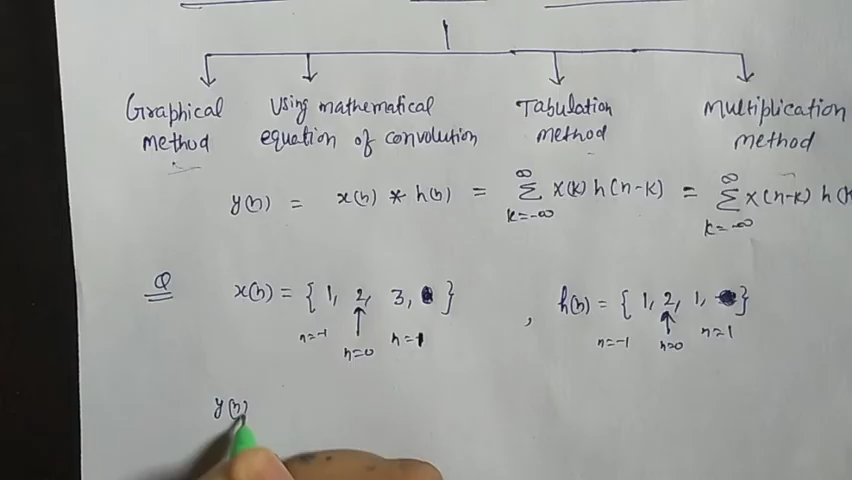 Graphical method
Using mathematical equation of convolution
Tabulation method
Multiplication method
y(n) = x(n) * h(n) = ∞ Σ k=-∞ x(k) h(n-k) = ∞ Σ k=-∞ x(n-k) h(k
Q x(n) = { 1, 2, 3, } , h(n) = { 1, 2, 1, }
n=-1 n=0 n=1 n=-1 n=0 n=1
y(n)